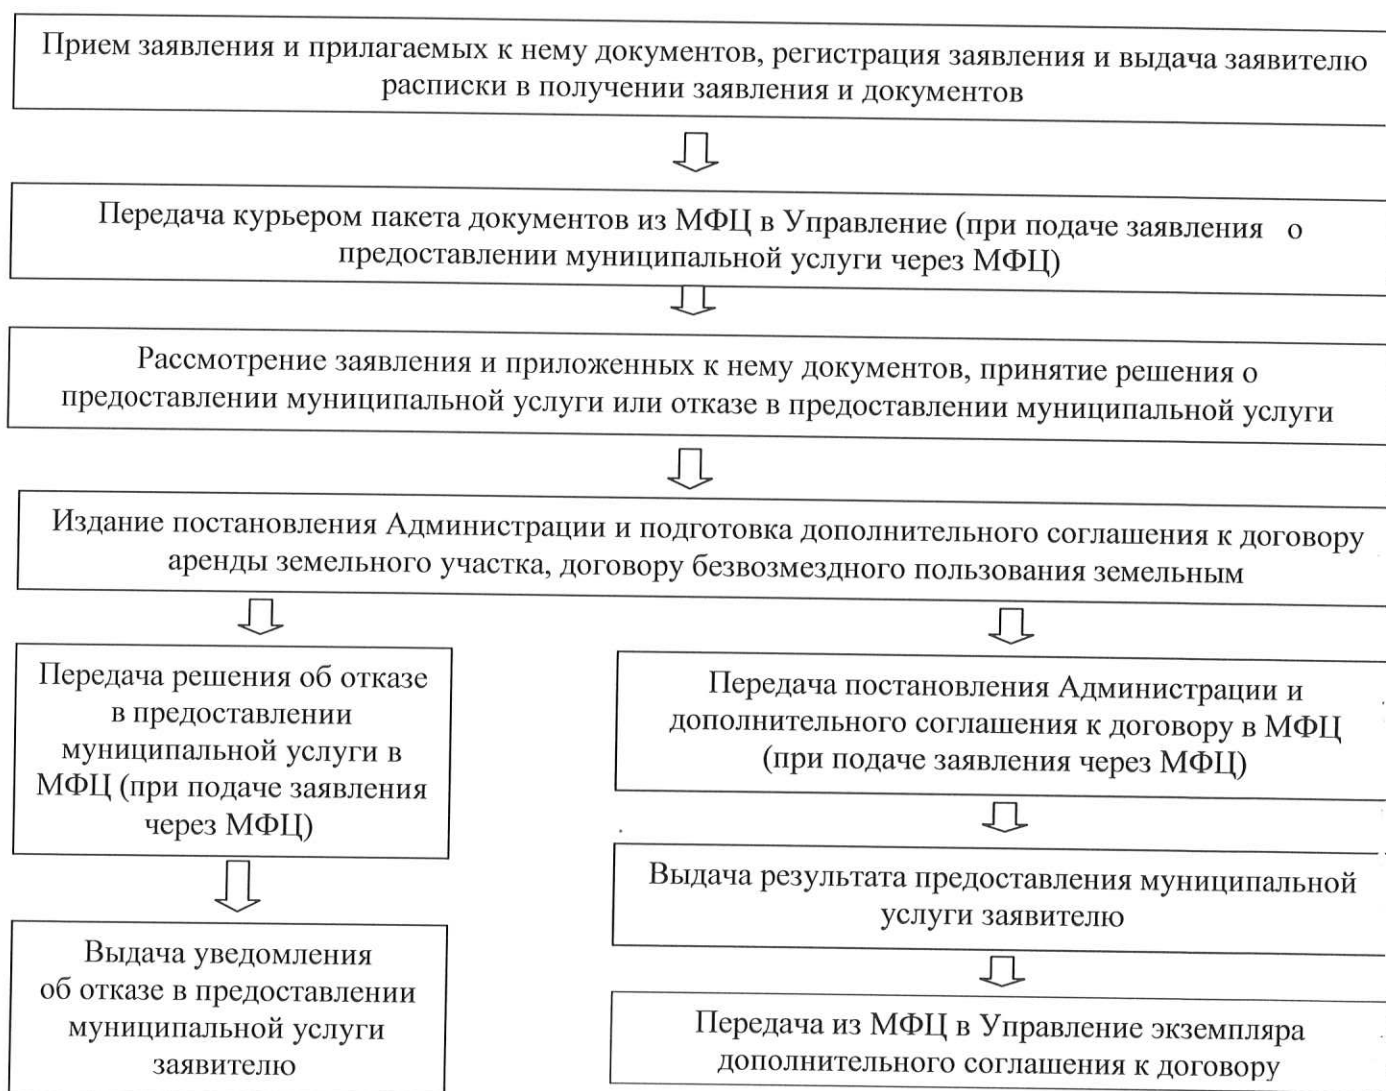 Прием заявления и прилагаемых к нему документов, регистрация заявления и выдача заявителю
расписки в получении заявления и документов
Передача курьером пакета документов из МФЦ в Управление (при подаче заявления о
предоставлении муниципальной услуги через МФЦ)
Рассмотрение заявления и приложенных к нему документов, принятие решения о
предоставлении муниципальной услуги или отказе в предоставлении муниципальной услуги
Издание постановления Администрации и подготовка дополнительного соглашения к договору
аренды земельного участка, договору безвозмездного пользования земельным
Передача решения об отказе
в предоставлении
муниципальной услуги в
МФЦ (при подаче заявления
через МФЦ)
Выдача уведомления
об отказе в предоставлении
муниципальной услуги
заявителю
Передача постановления Администрации и
дополнительного соглашения к договору в МФЦ
(при подаче заявления через МФЦ)
Выдача результата предоставления муниципальной
услуги заявителю
Передача из МФЦ в Управление экземпляра
дополнительного соглашения к договору